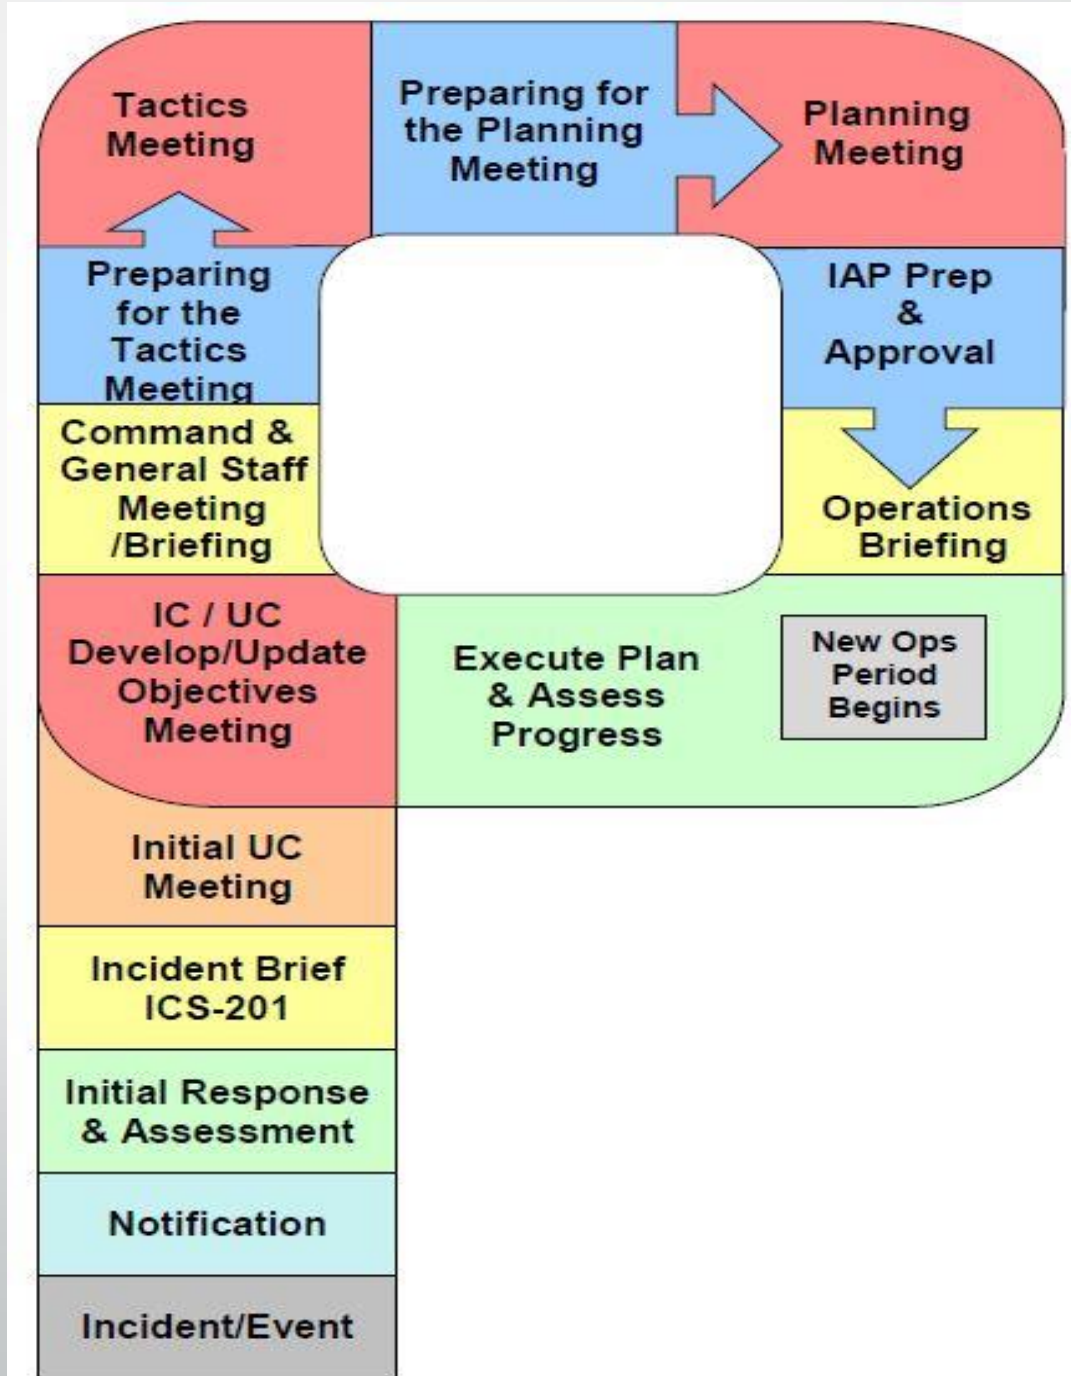 Tactics
Meeting
Preparing for
the Planning
Meeting
Planning
Meeting
Preparing
for the
Tactics
Meeting
IAP Prep
&
Approval
Command &
General Staff
Meeting
/Briefing
Operations
Briefing
IC / UC
Develop/Update
Objectives
Meeting
Execute Plan
& Assess
Progress
New Ops
Period
Begins
Initial UC
Meeting
Incident Brief
ICS-201
Initial Response
& Assessment
Notification
Incident/Event